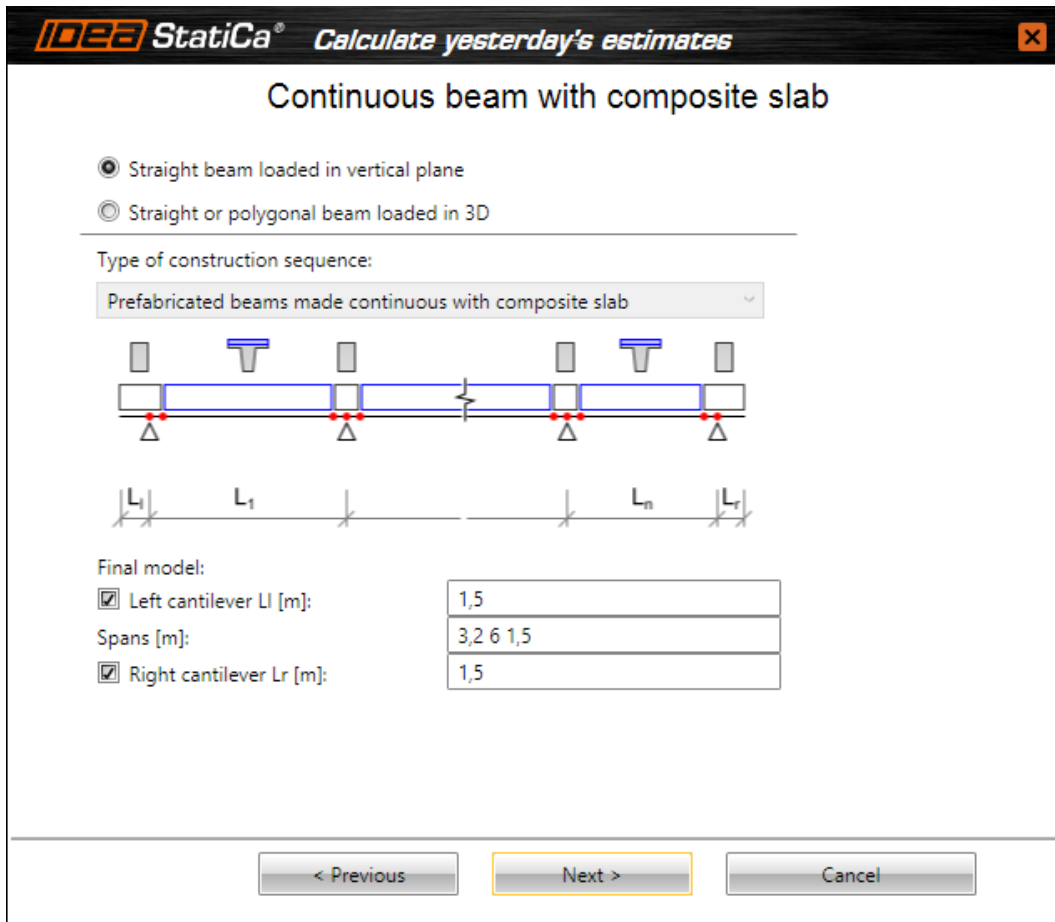 IDEA StatiCa® Calculate yesterday's estimates
Continuous beam with composite slab
Straight beam loaded in vertical plane
Straight or polygonal beam loaded in 3D
Type of construction sequence:
Prefabricated beams made continuous with composite slab
Ll L1 Ln Lr
Final model:
Left cantilever Ll [m]: 1,5
Spans [m]: 3,2 6 1,5
Right cantilever Lr [m]: 1,5
< Previous Next > Cancel